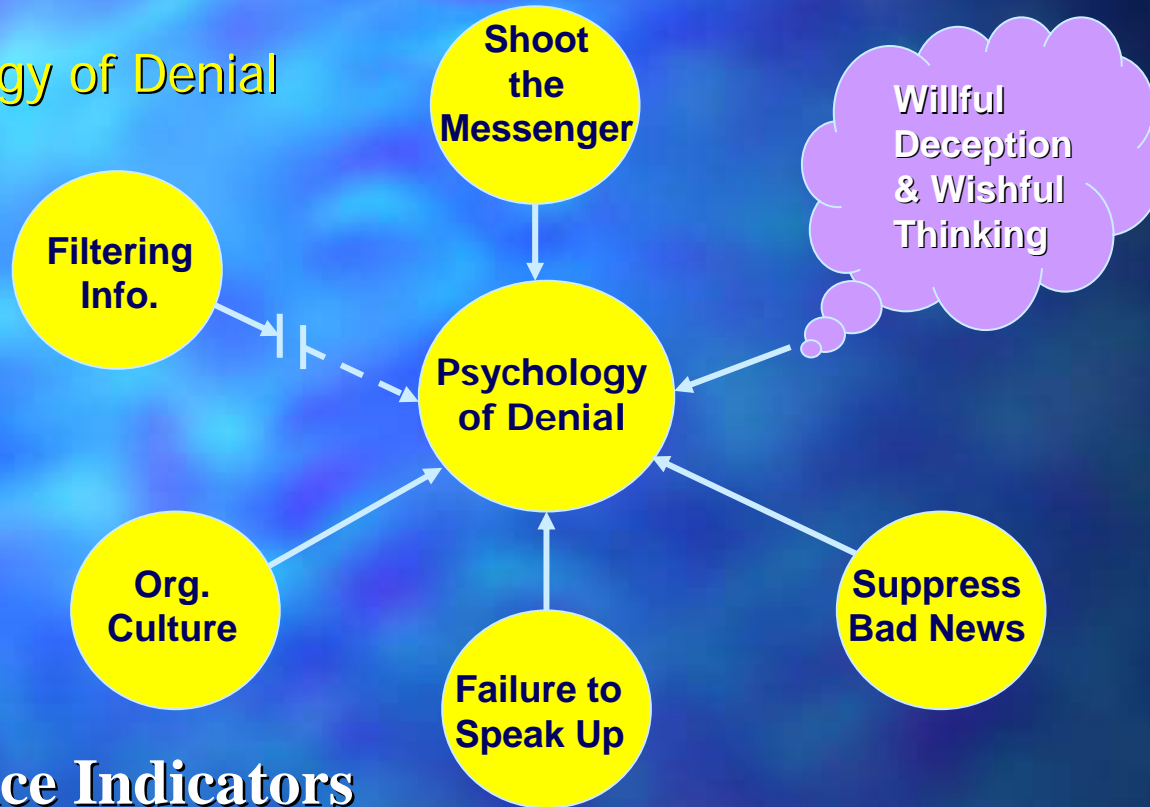 gy of Denial
Shoot
the
Messenger
Willful
Deception
& Wishful
Thinking
Filtering
Info.
Psychology
of Denial
Org.
Culture
Suppress
Bad News
Failure to
Speak Up
ce Indicators